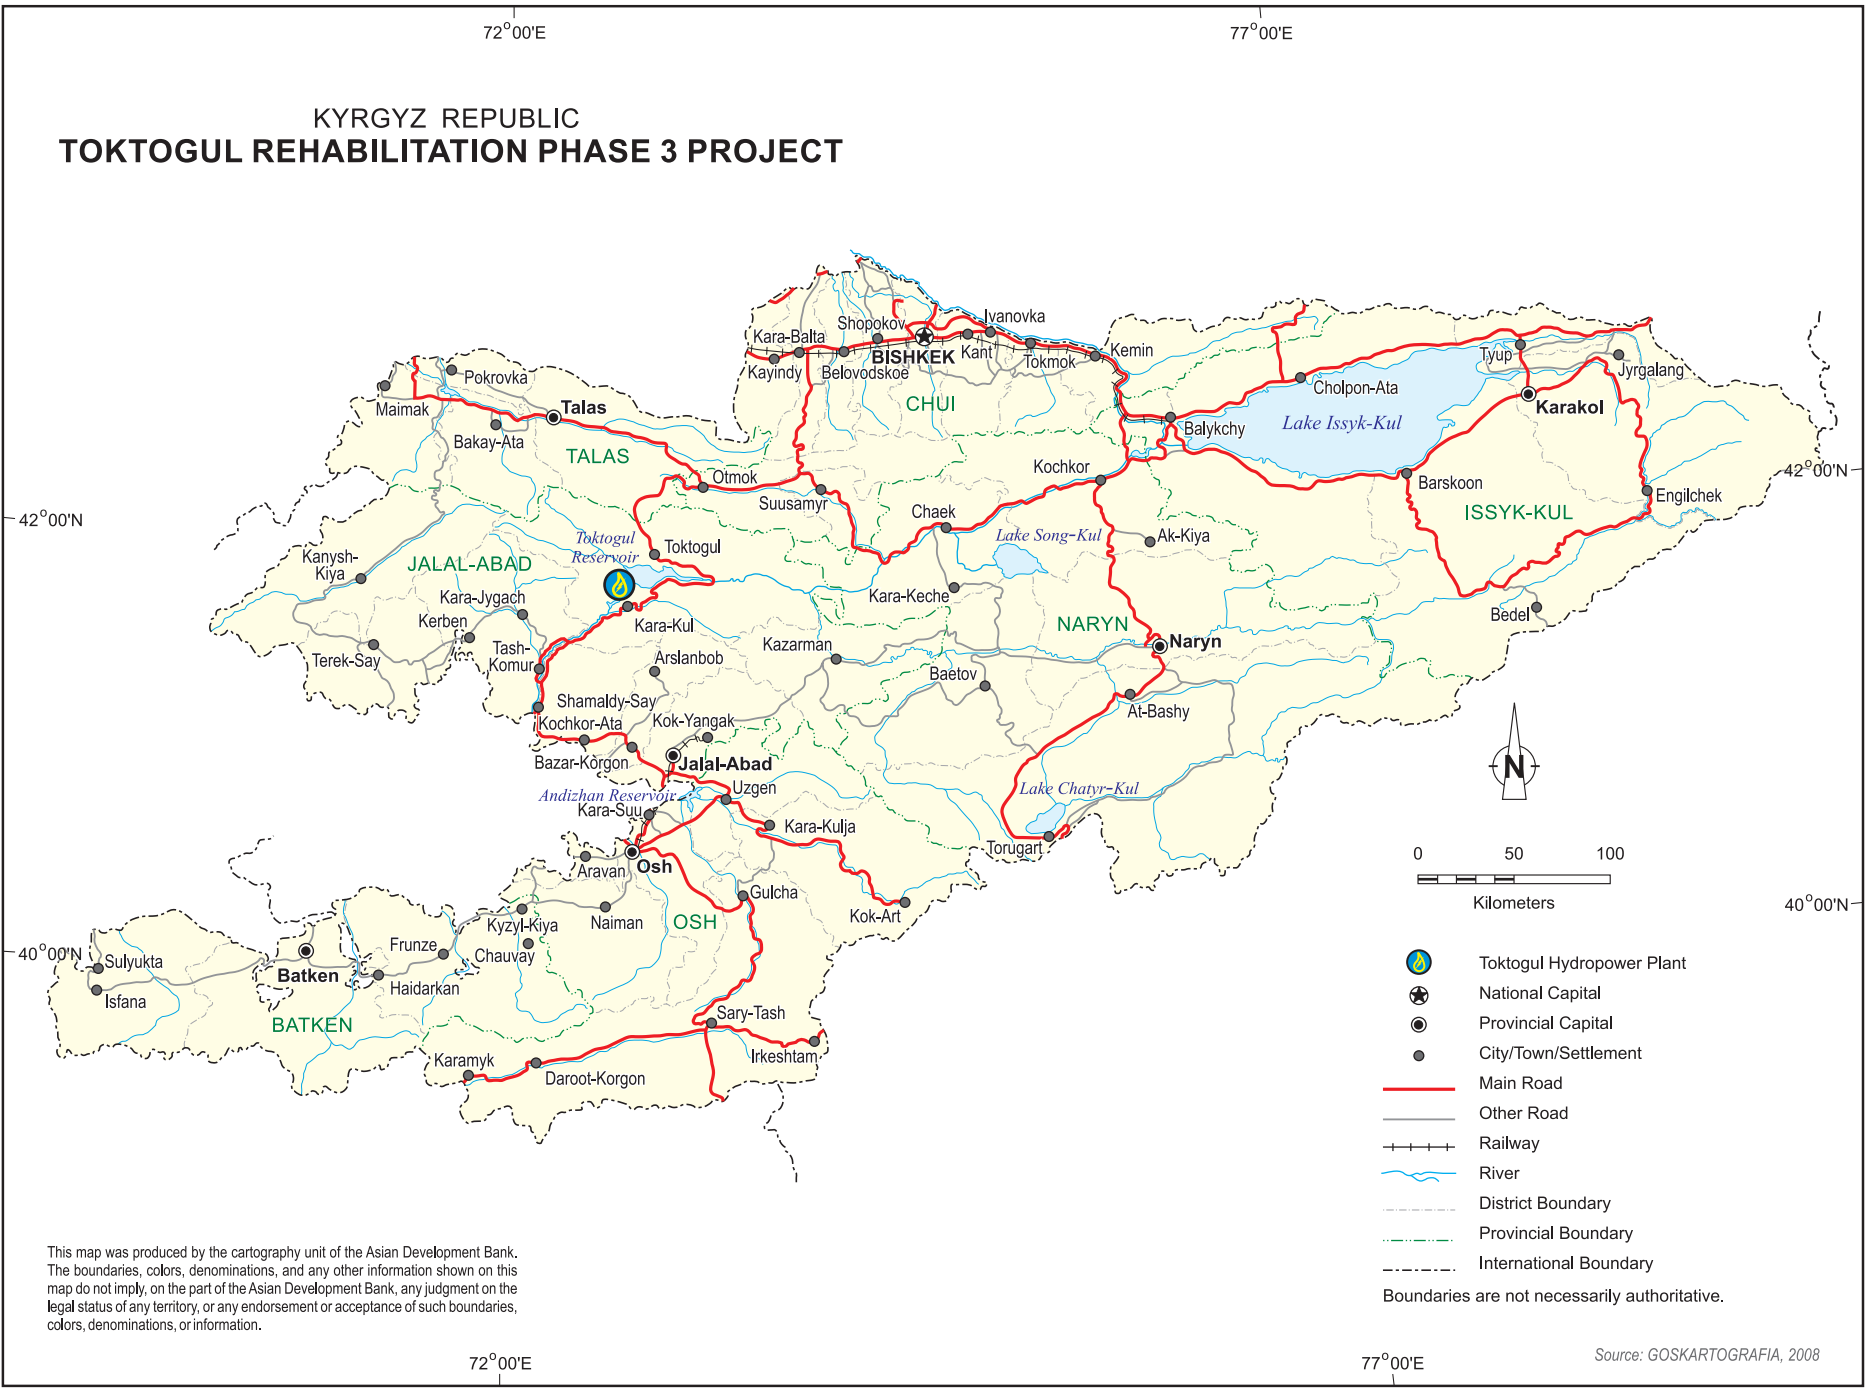 72°00'E
77°00'E
KYRGYZ REPUBLIC
TOKTOGUL REHABILITATION PHASE 3 PROJECT
Ivanovka
Shopokov
Kara-Balta
BISHKEK
Kant
Tokmok
Kemin
Kayindy
Belovodskoe
Tyup
Jyrgalang
Pokrovka
Cholpon-Ata
Maimak
Talas
CHUI
Karakol
Bakay-Ata
Balykchy
Lake Issyk-Kul
TALAS
Kochkor
42°00'N
Otmok
Barskoon
Suusamyr
Engilchek
42°00'N
Chaek
ISSYK-KUL
Toktogul
Reservoir
Toktogul
Lake Song-Kul
Ak-Kiya
Kanysh-
Kiya
JALAL-ABAD
Kara-Jygach
Kara-Keche
Kerben
Kara-Kul
NARYN
Bedel
Tash-
Komur
Kazarman
Naryn
Terek-Say
Arslanbob
Baetov
Shamaldy-Say
At-Bashy
Kochkor-Ata
Kok-Yangak
Bazar-Korgon
Jalal-Abad
N
Andizhan Reservoir
Uzgen
Lake Chatyr-Kul
Kara-Suu
Kara-Kulja
Torugart
0 50 100
Kilometers
Aravan
Osh
Gulcha
40°00'N
Kok-Art
Kyzyl-Kiya
Naiman
OSH
Frunze
Chauvay
40°00'N
Sulyukta
Batken
Haidarkan
Isfana
BATKEN
Sary-Tash
Irkeshtam
Karamyk
Daroot-Korgon
Toktogul Hydropower Plant
National Capital
Provincial Capital
City/Town/Settlement
Main Road
Other Road
Railway
River
District Boundary
Provincial Boundary
International Boundary
Boundaries are not necessarily authoritative.
This map was produced by the cartography unit of the Asian Development Bank.
The boundaries, colors, denominations, and any other information shown on this
map do not imply, on the part of the Asian Development Bank, any judgment on the
legal status of any territory, or any endorsement or acceptance of such boundaries,
colors, denominations, or information.
72°00'E
77°00'E
Source: GOSKARTOGRAFIA, 2008